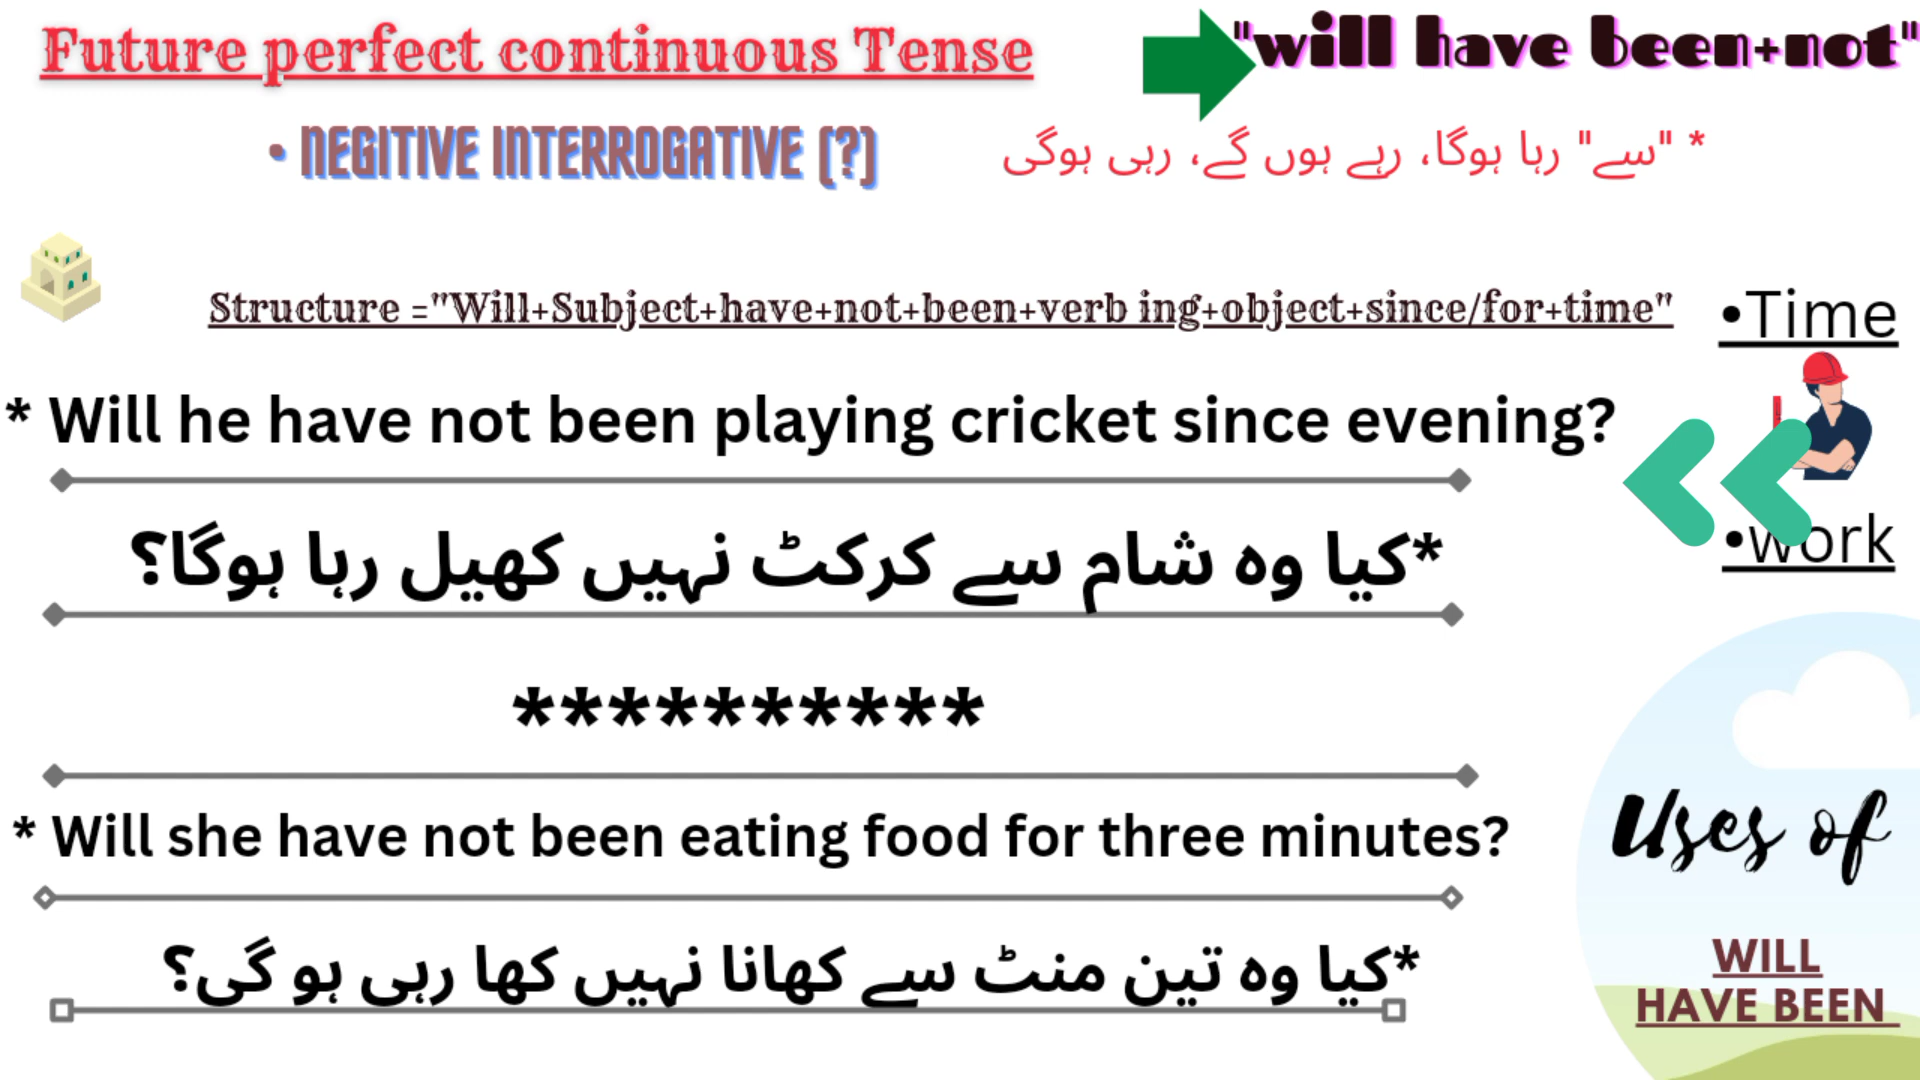 Future perfect continuous Tense
"will have been+not"
• NEGITIVE INTERROGATIVE (?)
* "سے" رہا ہوگا، رہے ہوں گے، رہی ہوگی
Structure ="Will+Subject+have+not+been+verb ing+object+since/for+time"
•Time
* Will he have not been playing cricket since evening?
*کیا وہ شام سے کرکٹ نہیں کھیل رہا ہوگا؟
•work
**********
* Will she have not been eating food for three minutes?
*کیا وہ تین منٹ سے کھانا نہیں کھا رہی ہو گی؟
Uses of
WILL
HAVE BEEN